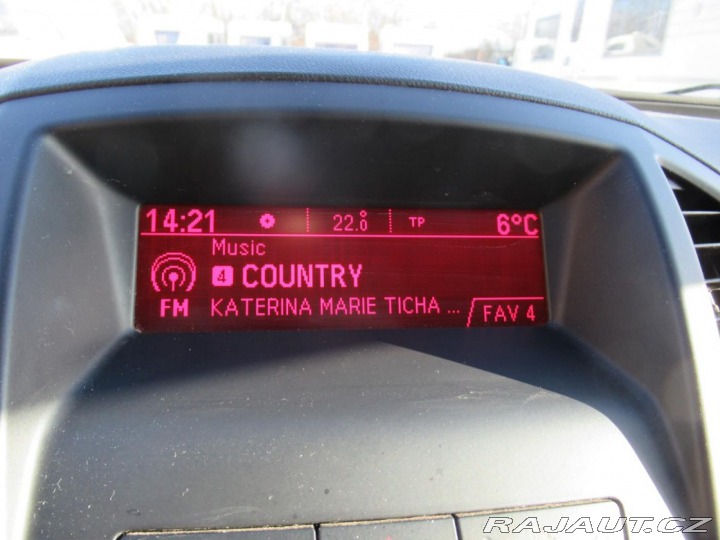 14:21 22.0 TP 6°C
Music
4 COUNTRY
FM KATERINA MARIE TICHA ...
FAV 4
RAJAUT.CZ